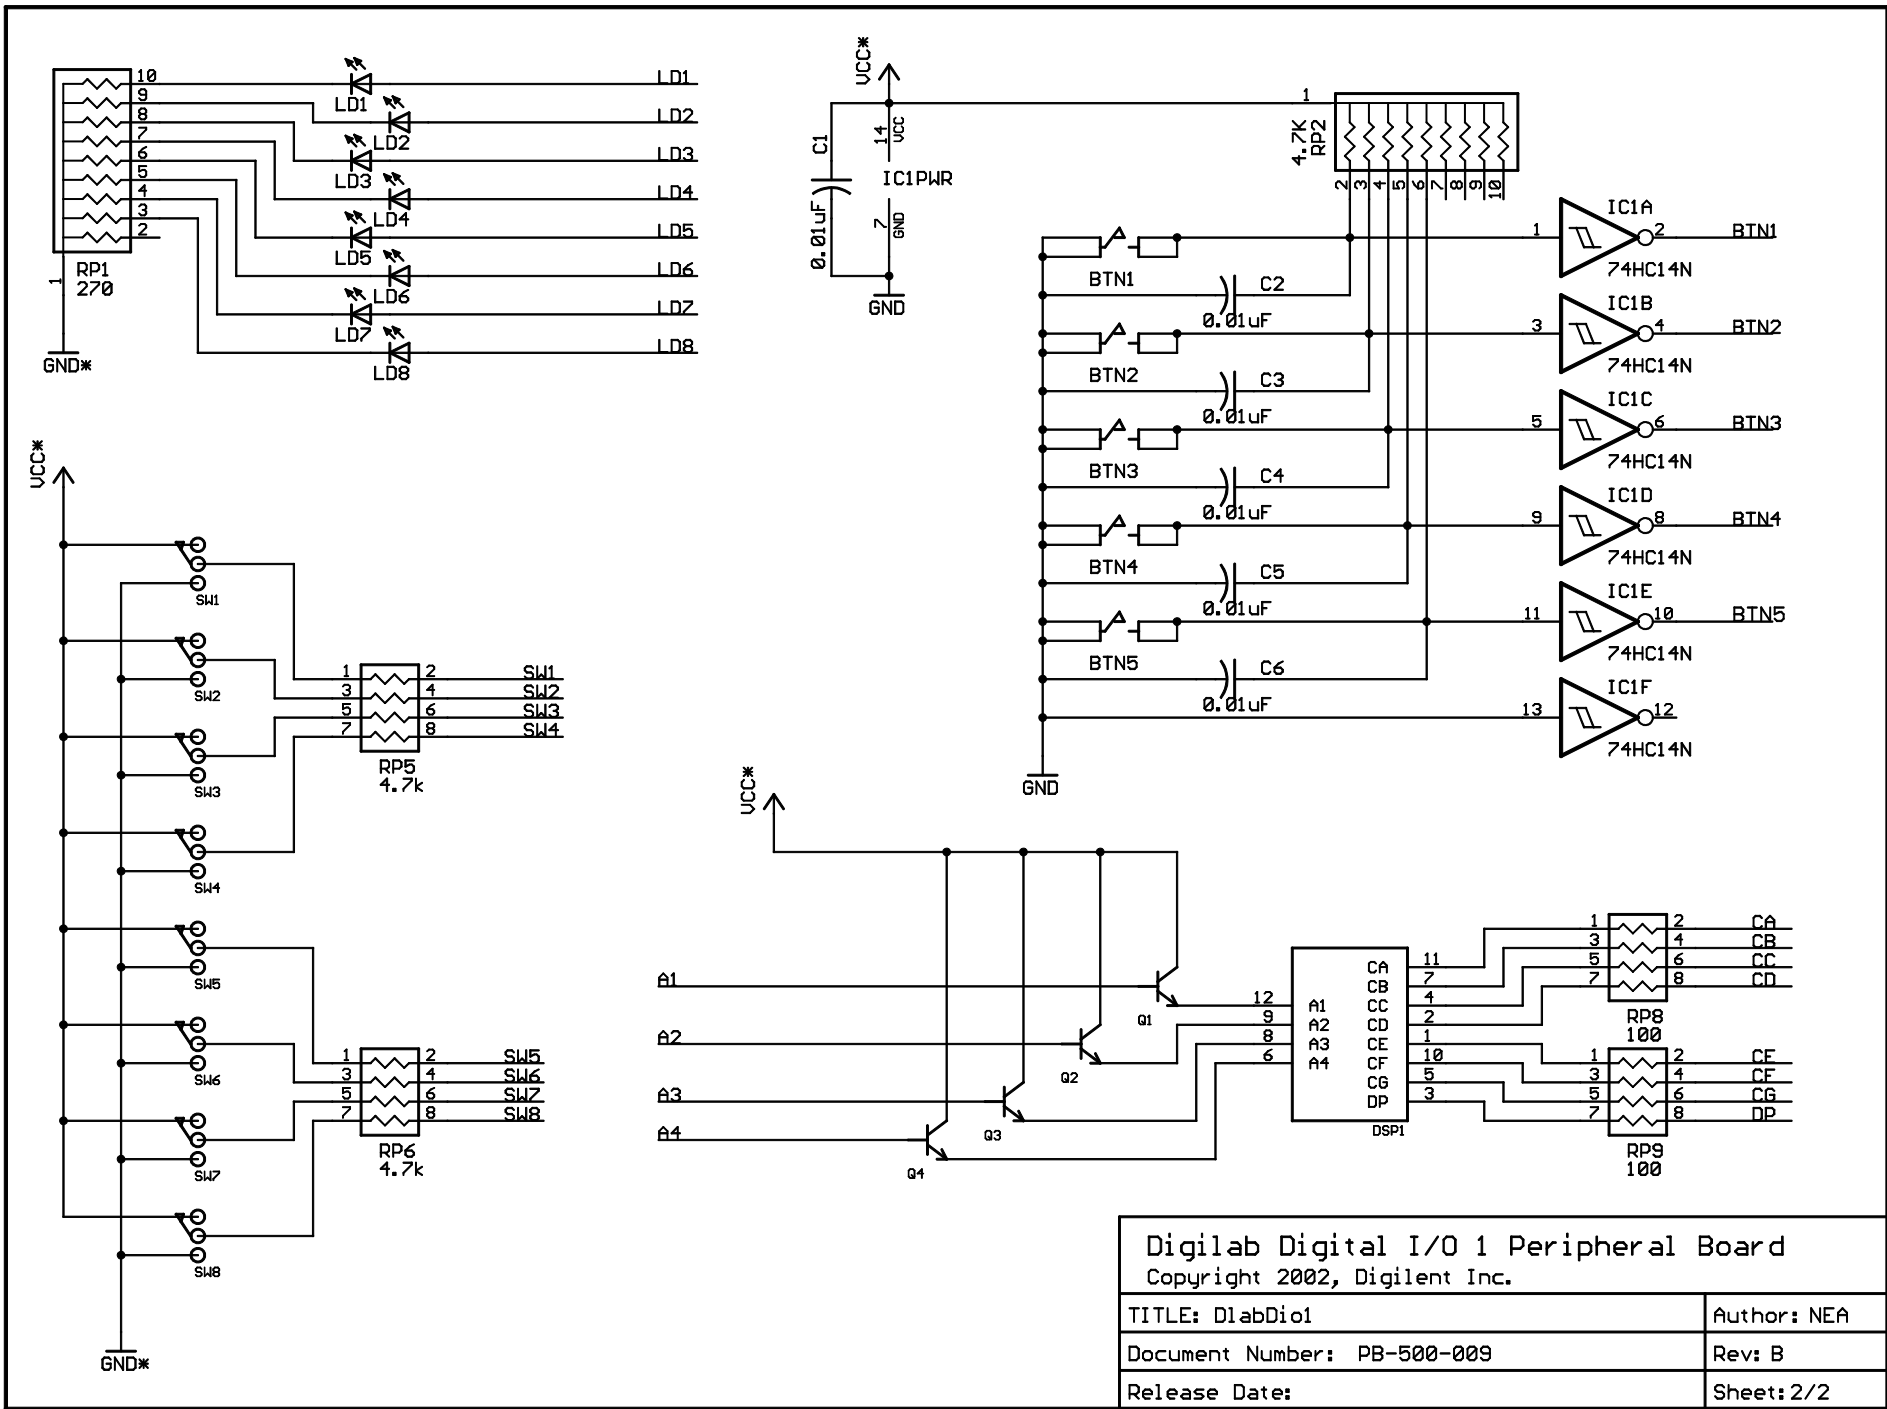 10
9
8
7
6
5
4
3
2
1
RP1
270
GND*
LD1
LD2
LD3
LD4
LD5
LD6
LD7
LD8
LD1
LD2
LD3
LD4
LD5
LD6
LD7
LD8
VCC*
C1
0.01uF
14
VCC
IC1PWR
7
GND
GND
1
4.7K
RP2
2
3
4
5
6
7
8
9
10
BTN1
C2
0.01uF
BTN2
C3
0.01uF
BTN3
C4
0.01uF
BTN4
C5
0.01uF
BTN5
C6
0.01uF
GND
1
IC1A
2
74HC14N
BTN1
3
IC1B
4
74HC14N
BTN2
5
IC1C
6
74HC14N
BTN3
9
IC1D
8
74HC14N
BTN4
11
IC1E
10
74HC14N
BTN5
13
IC1F
12
74HC14N
VCC*
SW1
SW2
SW3
SW4
SW5
SW6
SW7
SW8
GND*
1 2 SW1
3 4 SW2
5 6 SW3
7 8 SW4
RP5
4.7k
1 2 SW5
3 4 SW6
5 6 SW7
7 8 SW8
RP6
4.7k
VCC*
A1
A2
A3
A4
Q1
Q2
Q3
Q4
12 A1
9 A2
8 A3
6 A4
CA 11
CB 7
CC 4
CD 2
CE 1
CF 10
CG 5
DP 3
DSP1
1 2 CA
3 4 CB
5 6 CC
7 8 CD
RP8
100
1 2 CE
3 4 CF
5 6 CG
7 8 DP
RP9
100
Digilab Digital I/O 1 Peripheral Board
Copyright 2002, Digilent Inc.
TITLE: DlabDio1
Author: NEA
Document Number: PB-500-009
Rev: B
Release Date:
Sheet: 2/2